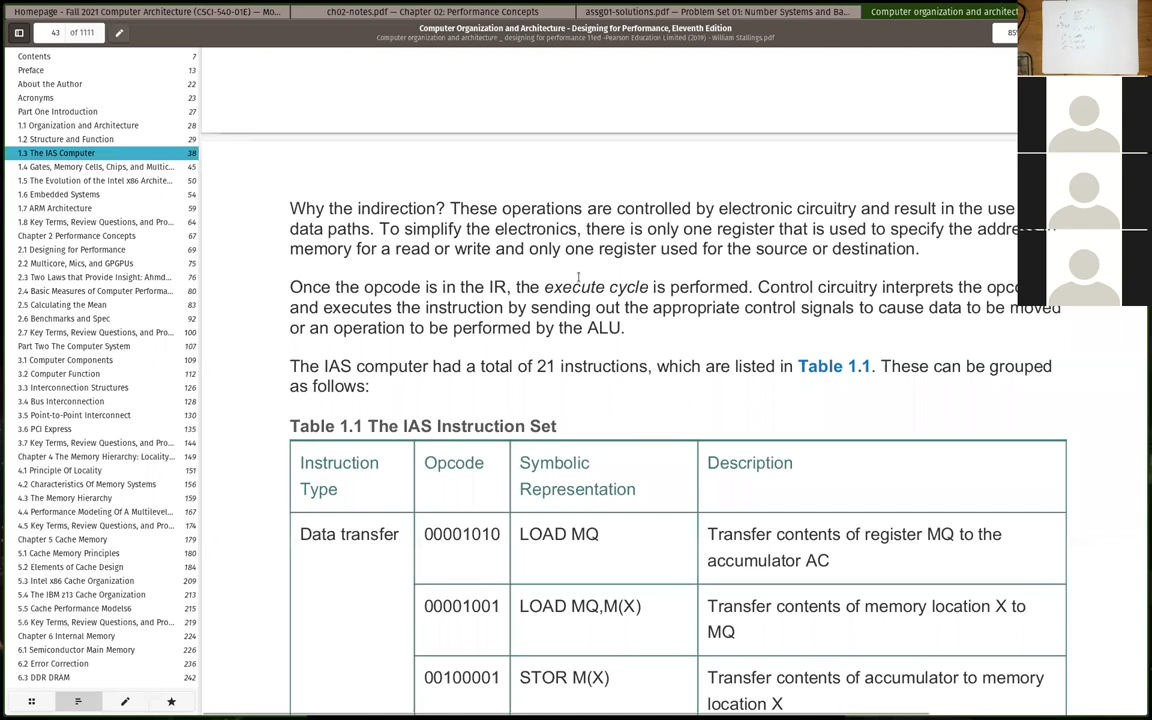 Homepage - Fall 2021 Computer Architecture (CSCI-540-01E) — Mo...
ch02-notes.pdf — Chapter 02: Performance Concepts
assg01-solutions.pdf — Problem Set 01: Number Systems and Ba...
computer organization and architect
43 of 1111
Computer Organization and Architecture - Designing for Performance, Eleventh Edition
Computer organization and architecture _ designing for performance 11ed -Pearson Education Limited (2019) - William Stallings.pdf
85
Contents 7
Preface 13
About the Author 22
Acronyms 23
Part One Introduction 27
1.1 Organization and Architecture 28
1.2 Structure and Function 29
1.3 The IAS Computer 38
1.4 Gates, Memory Cells, Chips, and Multic... 45
1.5 The Evolution of the Intel x86 Archite... 50
1.6 Embedded Systems 54
1.7 ARM Architecture 59
1.8 Key Terms, Review Questions, and Pro... 64
Chapter 2 Performance Concepts 67
2.1 Designing for Performance 69
2.2 Multicore, Mics, and GPGPUs 75
2.3 Two Laws that Provide Insight: Ahmd... 76
2.4 Basic Measures of Computer Performa... 80
2.5 Calculating the Mean 83
2.6 Benchmarks and Spec 92
2.7 Key Terms, Review Questions, and Pro... 100
Part Two The Computer System 107
3.1 Computer Components 109
3.2 Computer Function 112
3.3 Interconnection Structures 126
3.4 Bus Interconnection 128
3.5 Point-to-Point Interconnect 130
3.6 PCI Express 135
3.7 Key Terms, Review Questions, and Pro... 144
Chapter 4 The Memory Hierarchy: Locality... 149
4.1 Principle Of Locality 151
4.2 Characteristics Of Memory Systems 156
4.3 The Memory Hierarchy 159
4.4 Performance Modeling Of A Multilevel... 167
4.5 Key Terms, Review Questions, and Pro... 174
Chapter 5 Cache Memory 179
5.1 Cache Memory Principles 180
5.2 Elements of Cache Design 184
5.3 Intel x86 Cache Organization 209
5.4 The IBM z13 Cache Organization 213
5.5 Cache Performance Models6 215
5.6 Key Terms, Review Questions, and Pro... 219
Chapter 6 Internal Memory 224
6.1 Semiconductor Main Memory 226
6.2 Error Correction 236
6.3 DDR DRAM 242
Why the indirection? These operations are controlled by electronic circuitry and result in the use
data paths. To simplify the electronics, there is only one register that is used to specify the addre
memory for a read or write and only one register used for the source or destination.
Once the opcode is in the IR, the execute cycle is performed. Control circuitry interprets the opco
and executes the instruction by sending out the appropriate control signals to cause data to be moved
or an operation to be performed by the ALU.
The IAS computer had a total of 21 instructions, which are listed in Table 1.1. These can be grouped
as follows:
Table 1.1 The IAS Instruction Set
Instruction Type Opcode Symbolic Representation Description
Data transfer 00001010 LOAD MQ Transfer contents of register MQ to the
accumulator AC
00001001 LOAD MQ,M(X) Transfer contents of memory location X to
MQ
00100001 STOR M(X) Transfer contents of accumulator to memory
location X